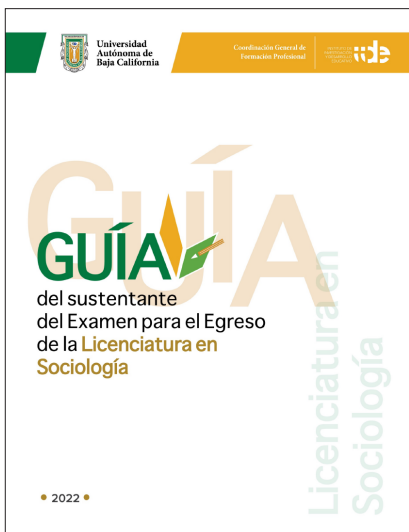 Universidad
Autónoma de
Baja California
Coordinación General de
Formación Profesional
iide
GUÍA
GUÍA
del sustentante
del Examen para el Egreso
de la Licenciatura en
Sociología
Licenciatura en
Sociología
• 2022 •